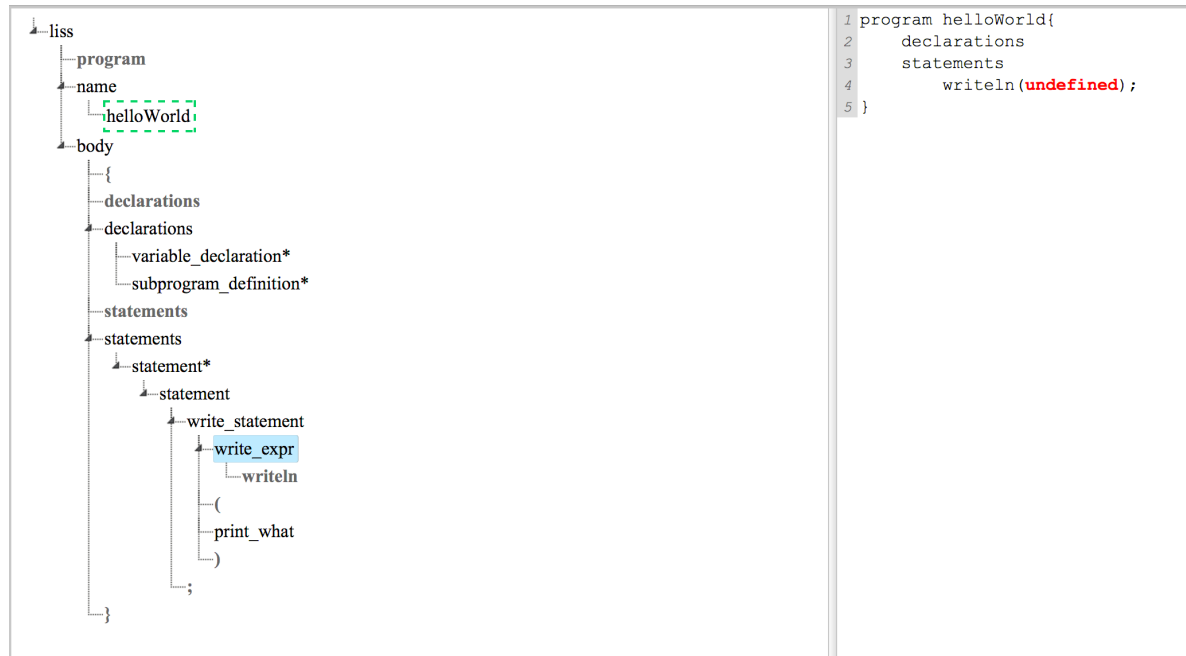 liss
program
name
helloWorld
body
{
declarations
declarations
variable_declaration*
subprogram_definition*
statements
statements
statement*
statement
write_statement
write_expr
writeln
(
print_what
)
;
}
1 program helloWorld{
2 declarations
3 statements
4 writeln(undefined);
5 }